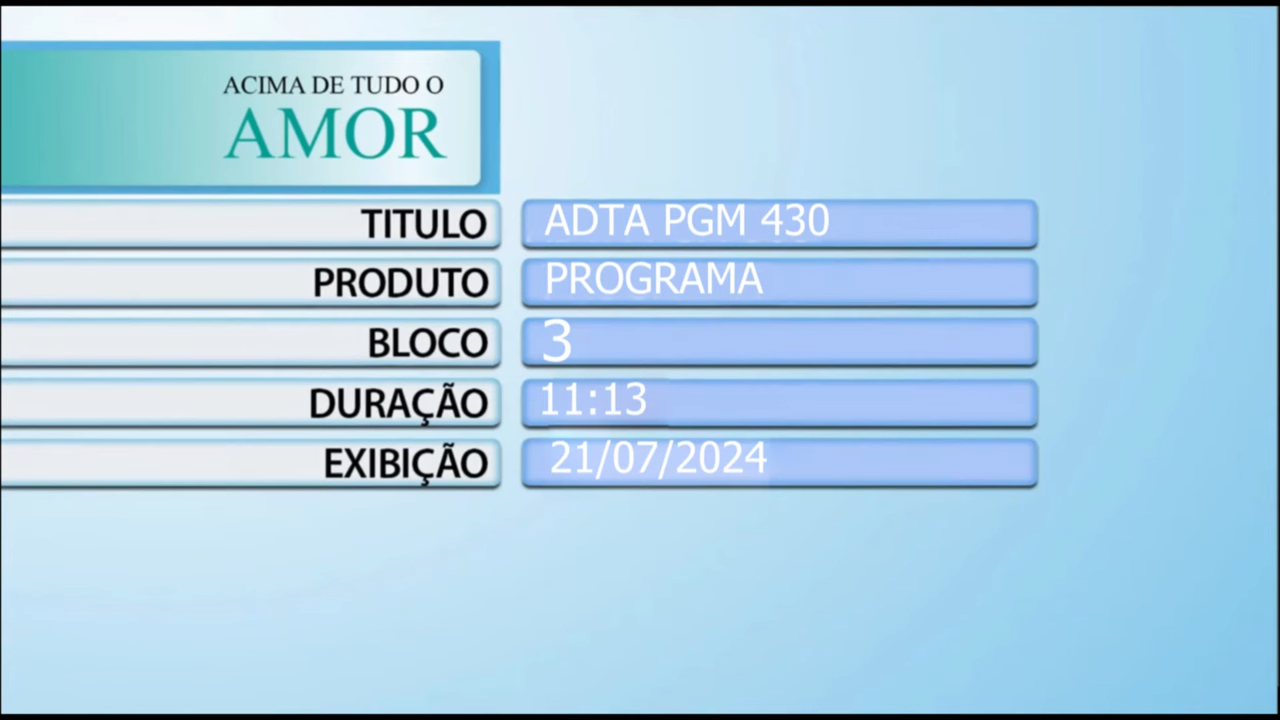 ACIMA DE TUDO O
AMOR
TITULO ADTA PGM 430
PRODUTO PROGRAMA
BLOCO 3
DURAÇÃO 11:13
EXIBIÇÃO 21/07/2024